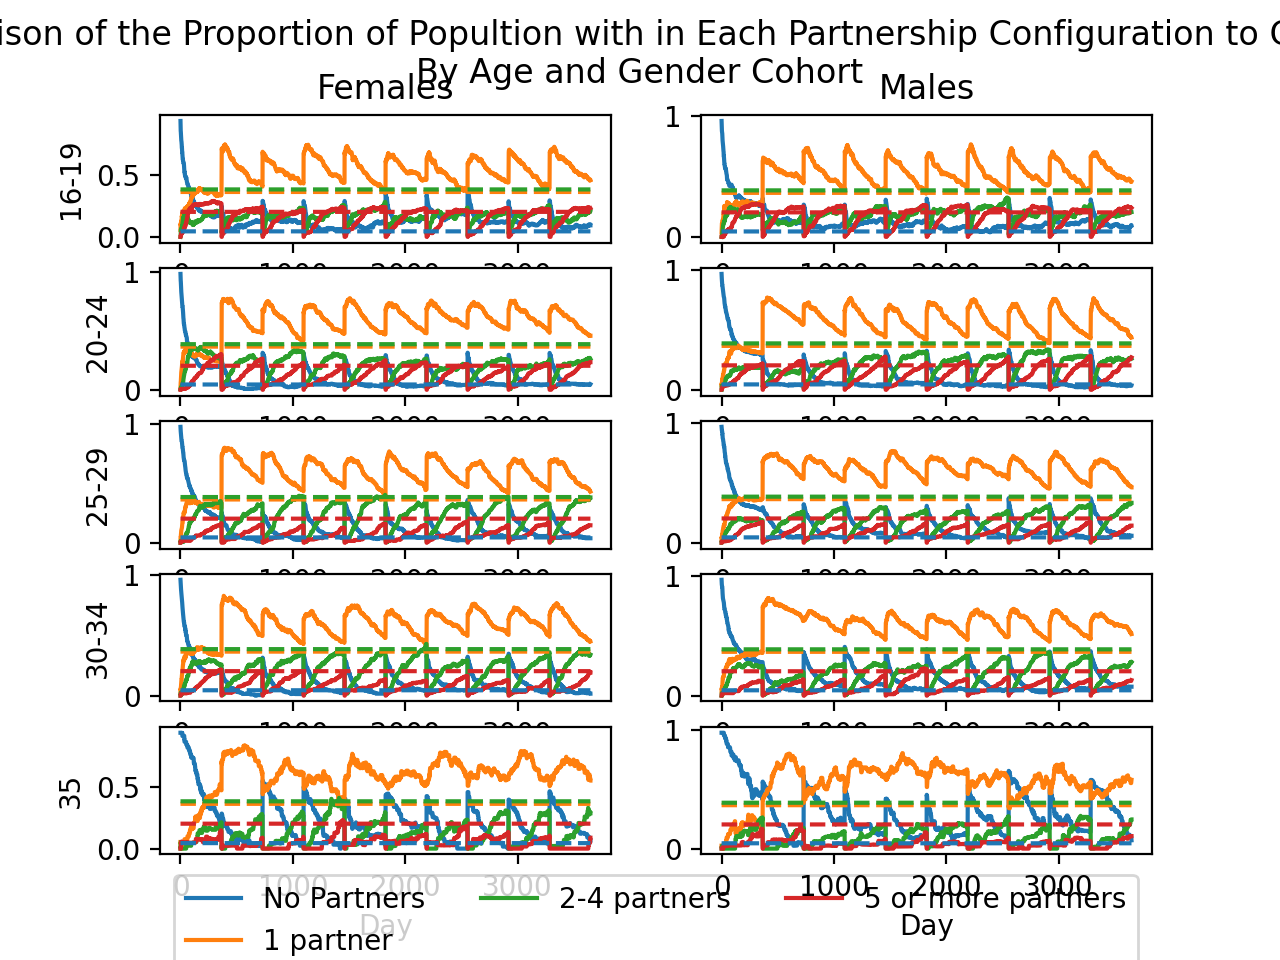 ison of the Proportion of Popultion with in Each Partnership Configuration to
By Age and Gender Cohort
Females Males
16-19 0.5 0.0 1 0
20-24 1 0 1 0
25-29 1 0 1 0
30-34 1 0 1 0
35 0.5 0.0 1 0
0 1000 2000 3000 0 1000 2000 3000
No Partners 2-4 partners 5 or more partners
Day Day
1 partner